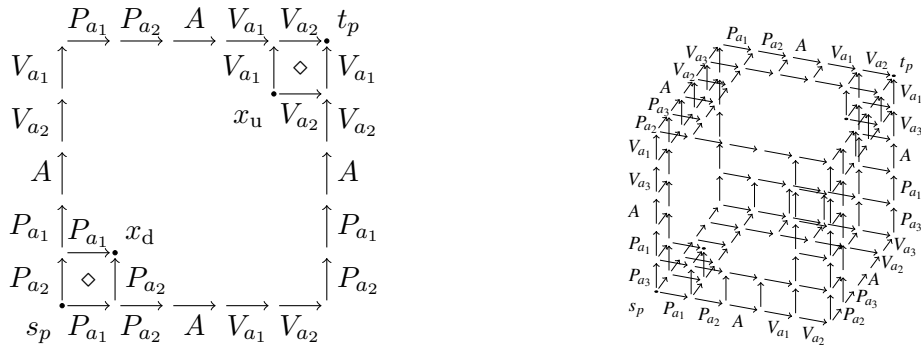 P_{a_1} P_{a_2} A V_{a_1} V_{a_2} t_p
V_{a_1} V_{a_1} ◇ V_{a_1}
V_{a_2} x_u V_{a_2} V_{a_2}
A A
P_{a_1} P_{a_1} x_d P_{a_1}
P_{a_2} ◇ P_{a_2} P_{a_2}
s_p P_{a_1} P_{a_2} A V_{a_1} V_{a_2}
P_{a_1} P_{a_2} A V_{a_1} V_{a_2} t_p
V_{a_3} V_{a_1}
V_{a_2} V_{a_3}
A A
P_{a_3} P_{a_1}
P_{a_2} P_{a_3}
V_{a_1} V_{a_3}
V_{a_3} V_{a_2}
A A
P_{a_1} P_{a_3}
P_{a_3} P_{a_2}
s_p P_{a_1} P_{a_2} A V_{a_1} V_{a_2}